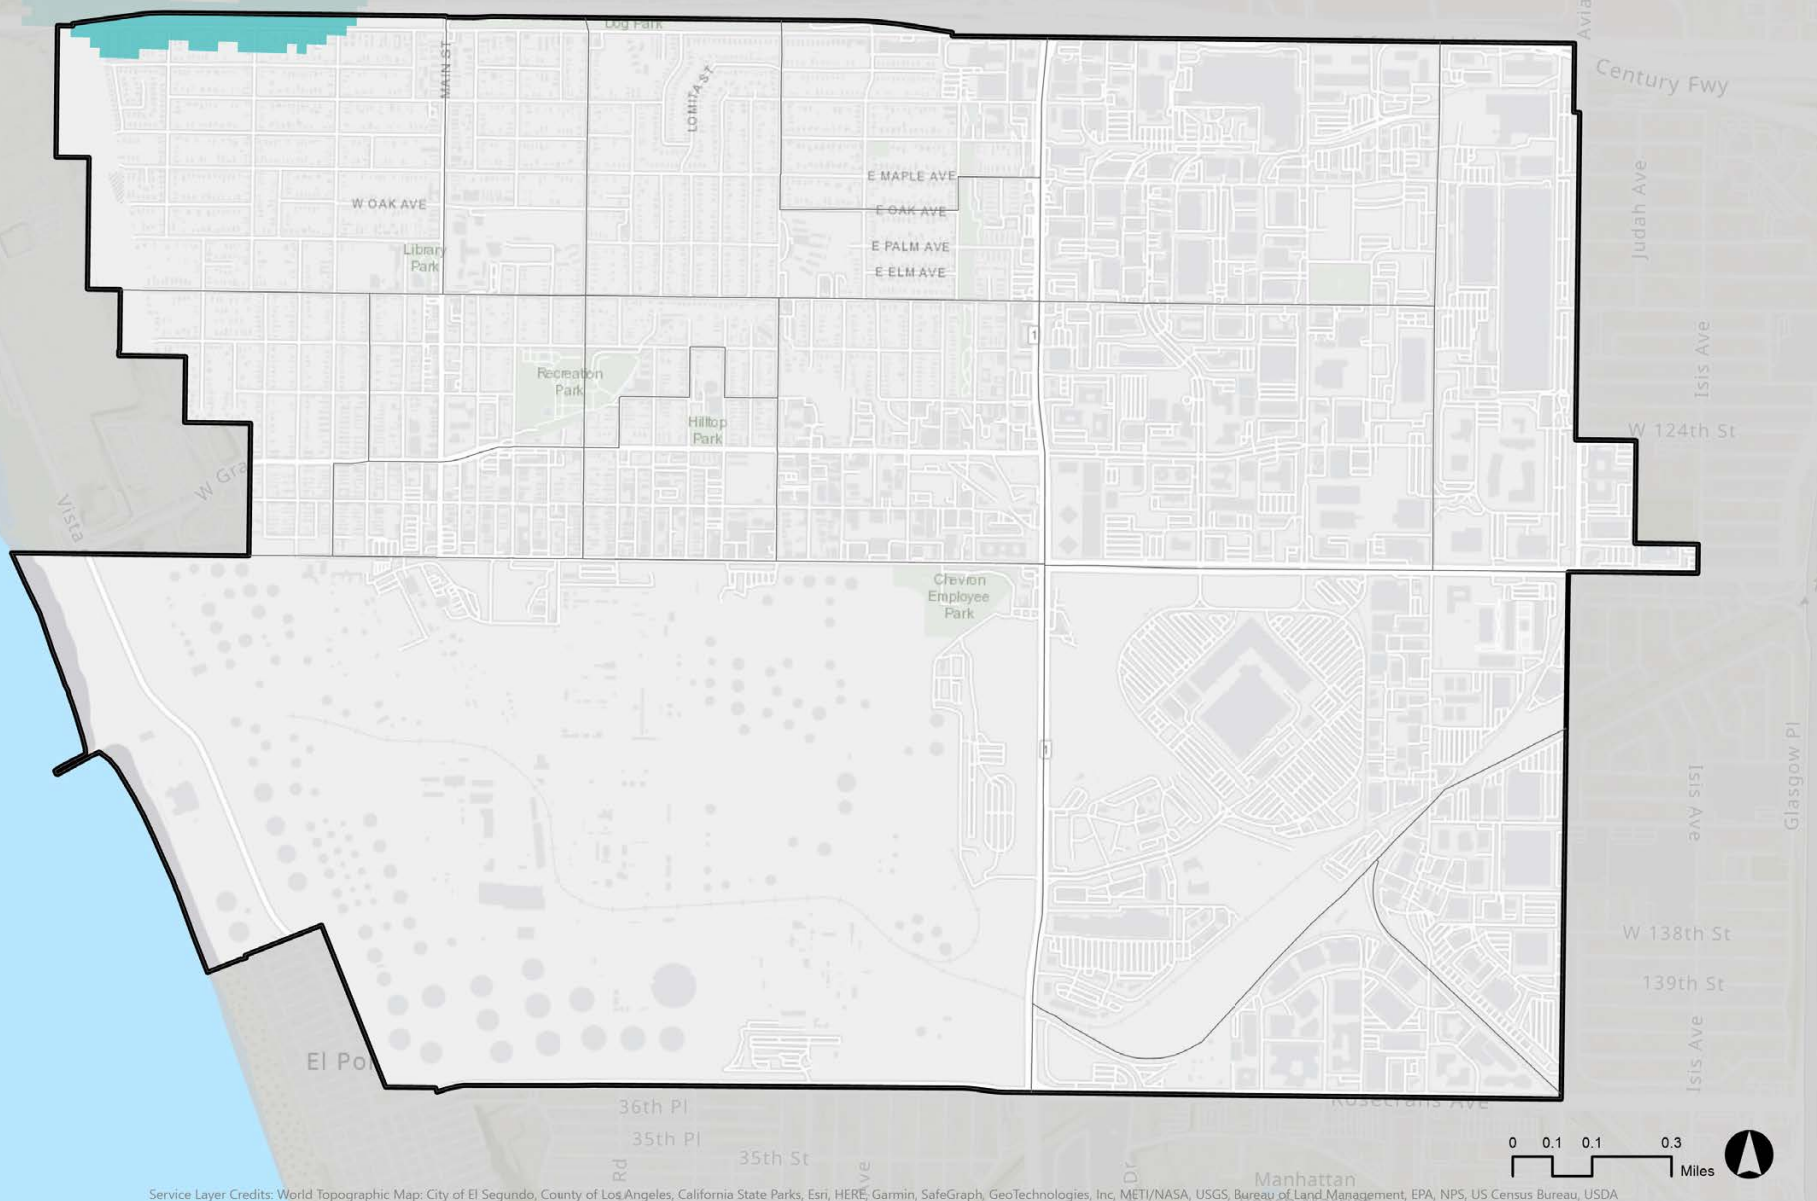 Dog Park
Avia
Century Fwy
MAIN ST
LOMITA ST
E MAPLE AVE
W OAK AVE
E OAK AVE
Judah Ave
Library
Park
E PALM AVE
E ELM AVE
1
Isis Ave
Recreation
Park
Hilltop
Park
W 124th St
W Gra
Vista
Chevron
Employee
Park
1
Isis Ave
Glasgow Pl
W 138th St
139th St
Isis Ave
El Po
Rosecrans Ave
36th Pl
35th Pl
35th St
Rd
Ave
Dr
Manhattan
0 0.1 0.1 0.3
Miles
Service Layer Credits: World Topographic Map: City of El Segundo, County of Los Angeles, California State Parks, Esri, HERE, Garmin, SafeGraph, GeoTechnologies, Inc, METI/NASA, USGS, Bureau of Land Management, EPA, NPS, US Census Bureau, USDA